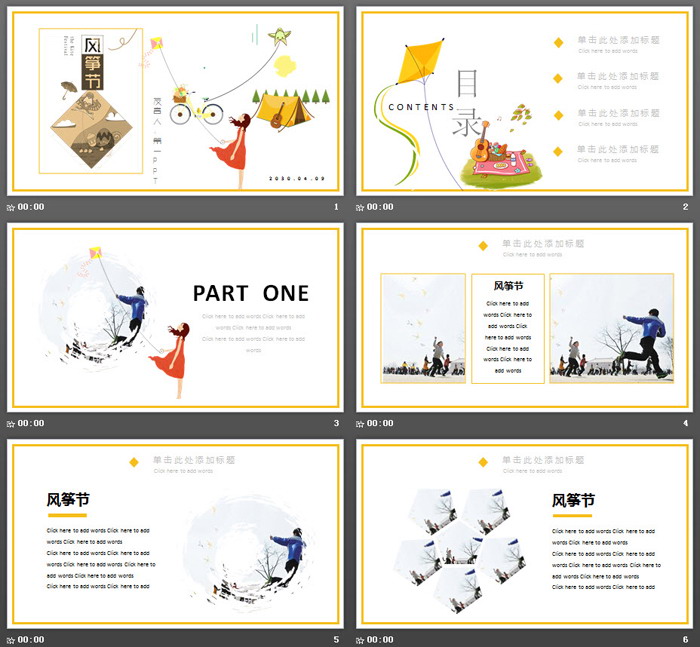 the Kite
Festival
风筝节
2030.04.09
00:00
1
目录
CONTENTS
单击此处添加标题
Click here to add words
单击此处添加标题
Click here to add words
单击此处添加标题
Click here to add words
单击此处添加标题
Click here to add words
00:00
2
PART ONE
Click here to add words Click here to
add words Click here to add words
Click here to add words Click here to add
words
00:00
3
单击此处添加标题
Click here to add words
风筝节
Click here to add
words Click here to
add words Click
here to add words
Click here to add
words Click here to
add words
00:00
4
单击此处添加标题
Click here to add words
风筝节
Click here to add words Click here to add
words Click here to add words
Click here to add words Click here to add
words Click here to add words Click here to
add words Click here to add words
Click here to add words Click here to add
00:00
5
单击此处添加标题
Click here to add words
风筝节
Click here to add words Click here to add
words Click here to add words
Click here to add words Click here to add
words Click here to add words Click here to
add words Click here to add words
Click here to add words Click here to add
00:00
6